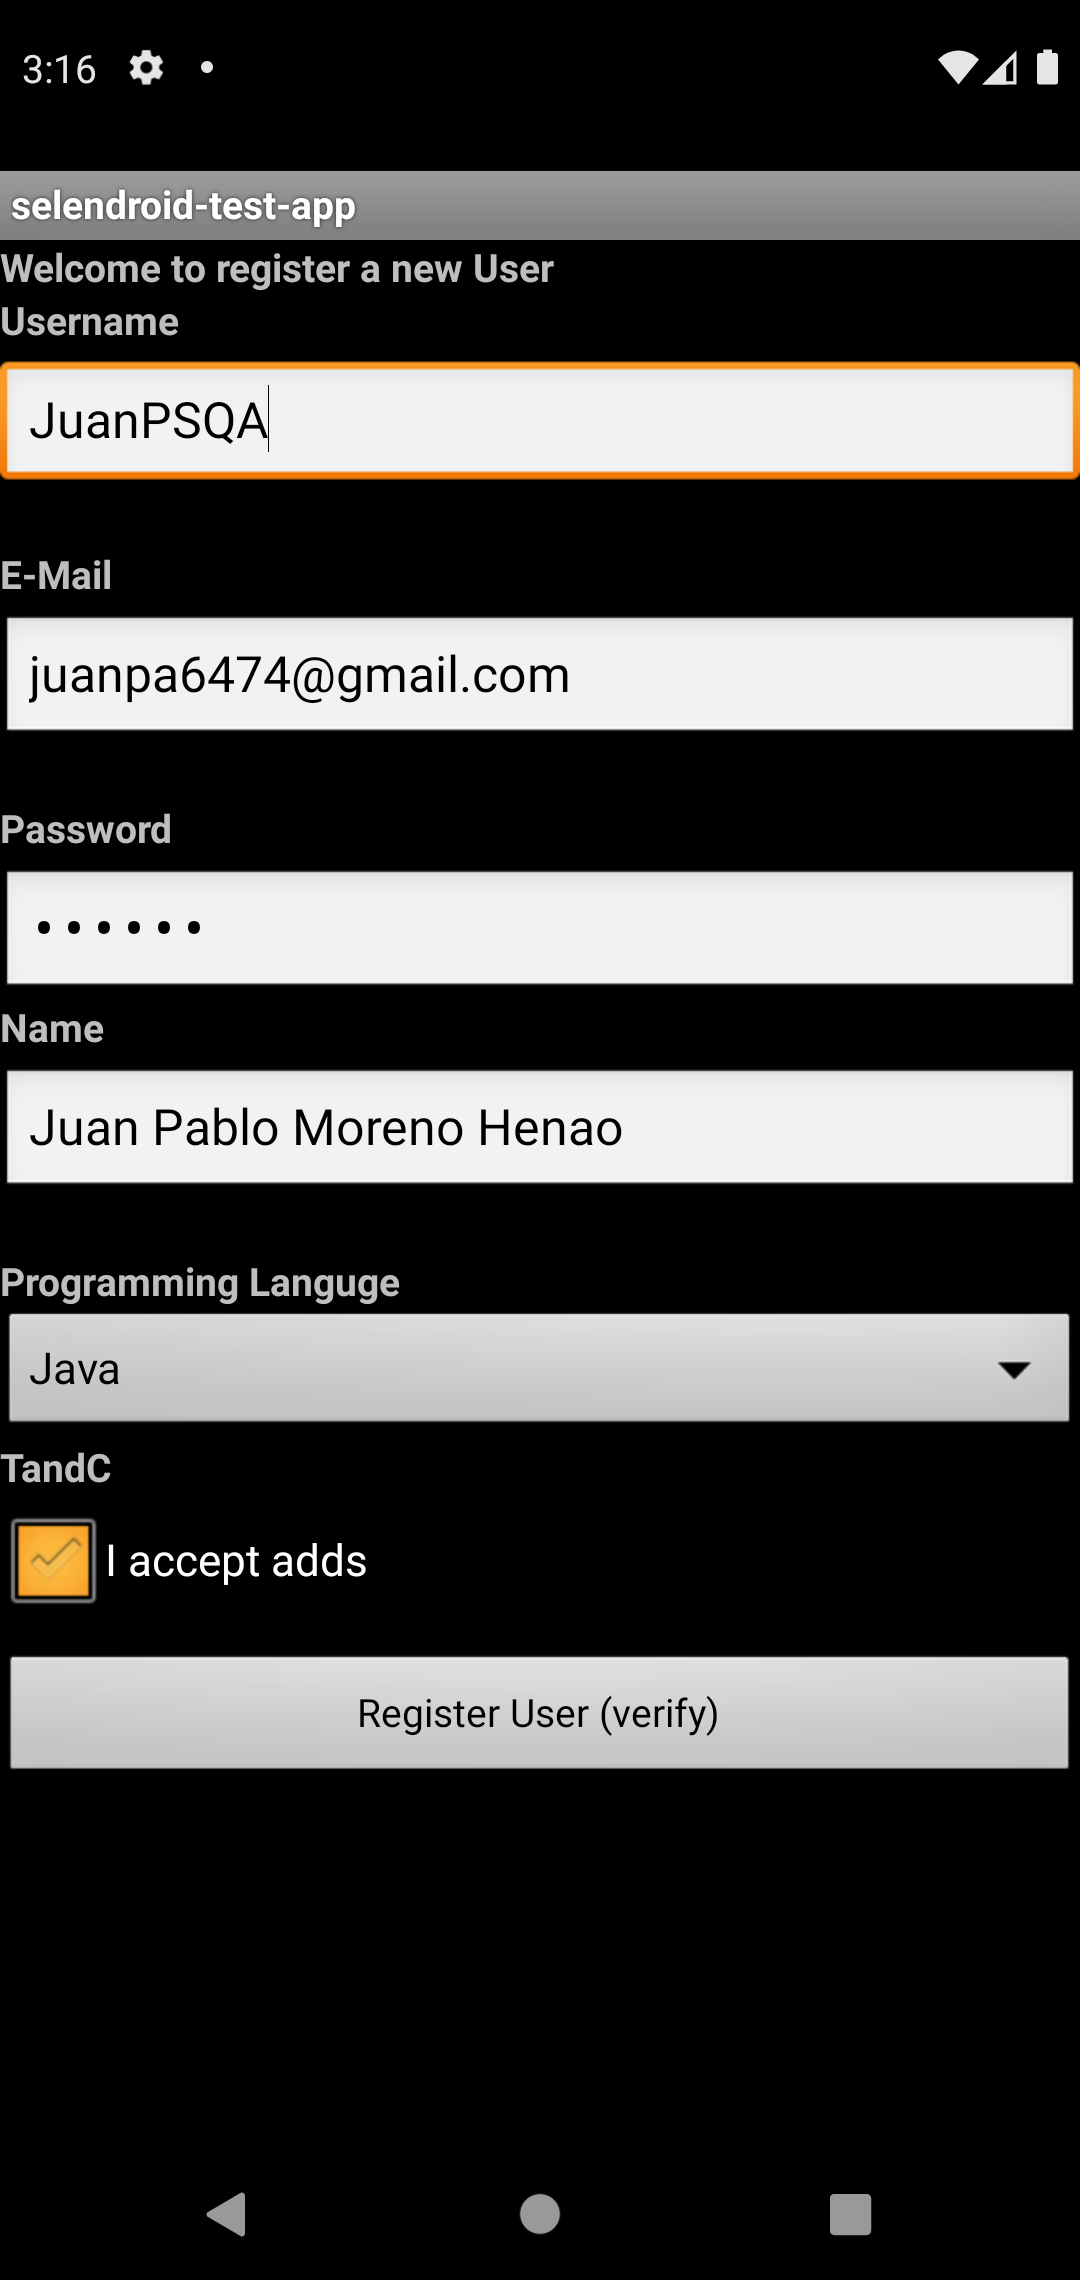 3:16
selendroid-test-app
Welcome to register a new User
Username
JuanPSQA
E-Mail
juanpa6474@gmail.com
Password
••••••
Name
Juan Pablo Moreno Henao
Programming Languge
Java
TandC
I accept adds
Register User (verify)